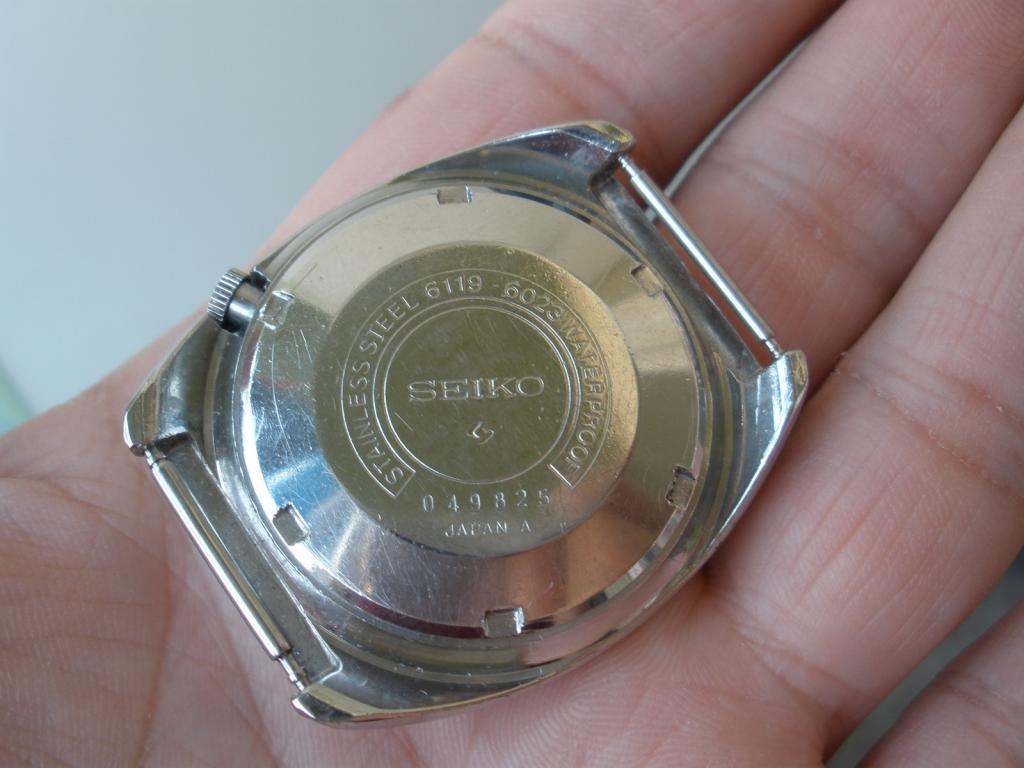 STAINLESS STEEL 6119-6023 WATERPROOF
SEIKO
049825
JAPAN A